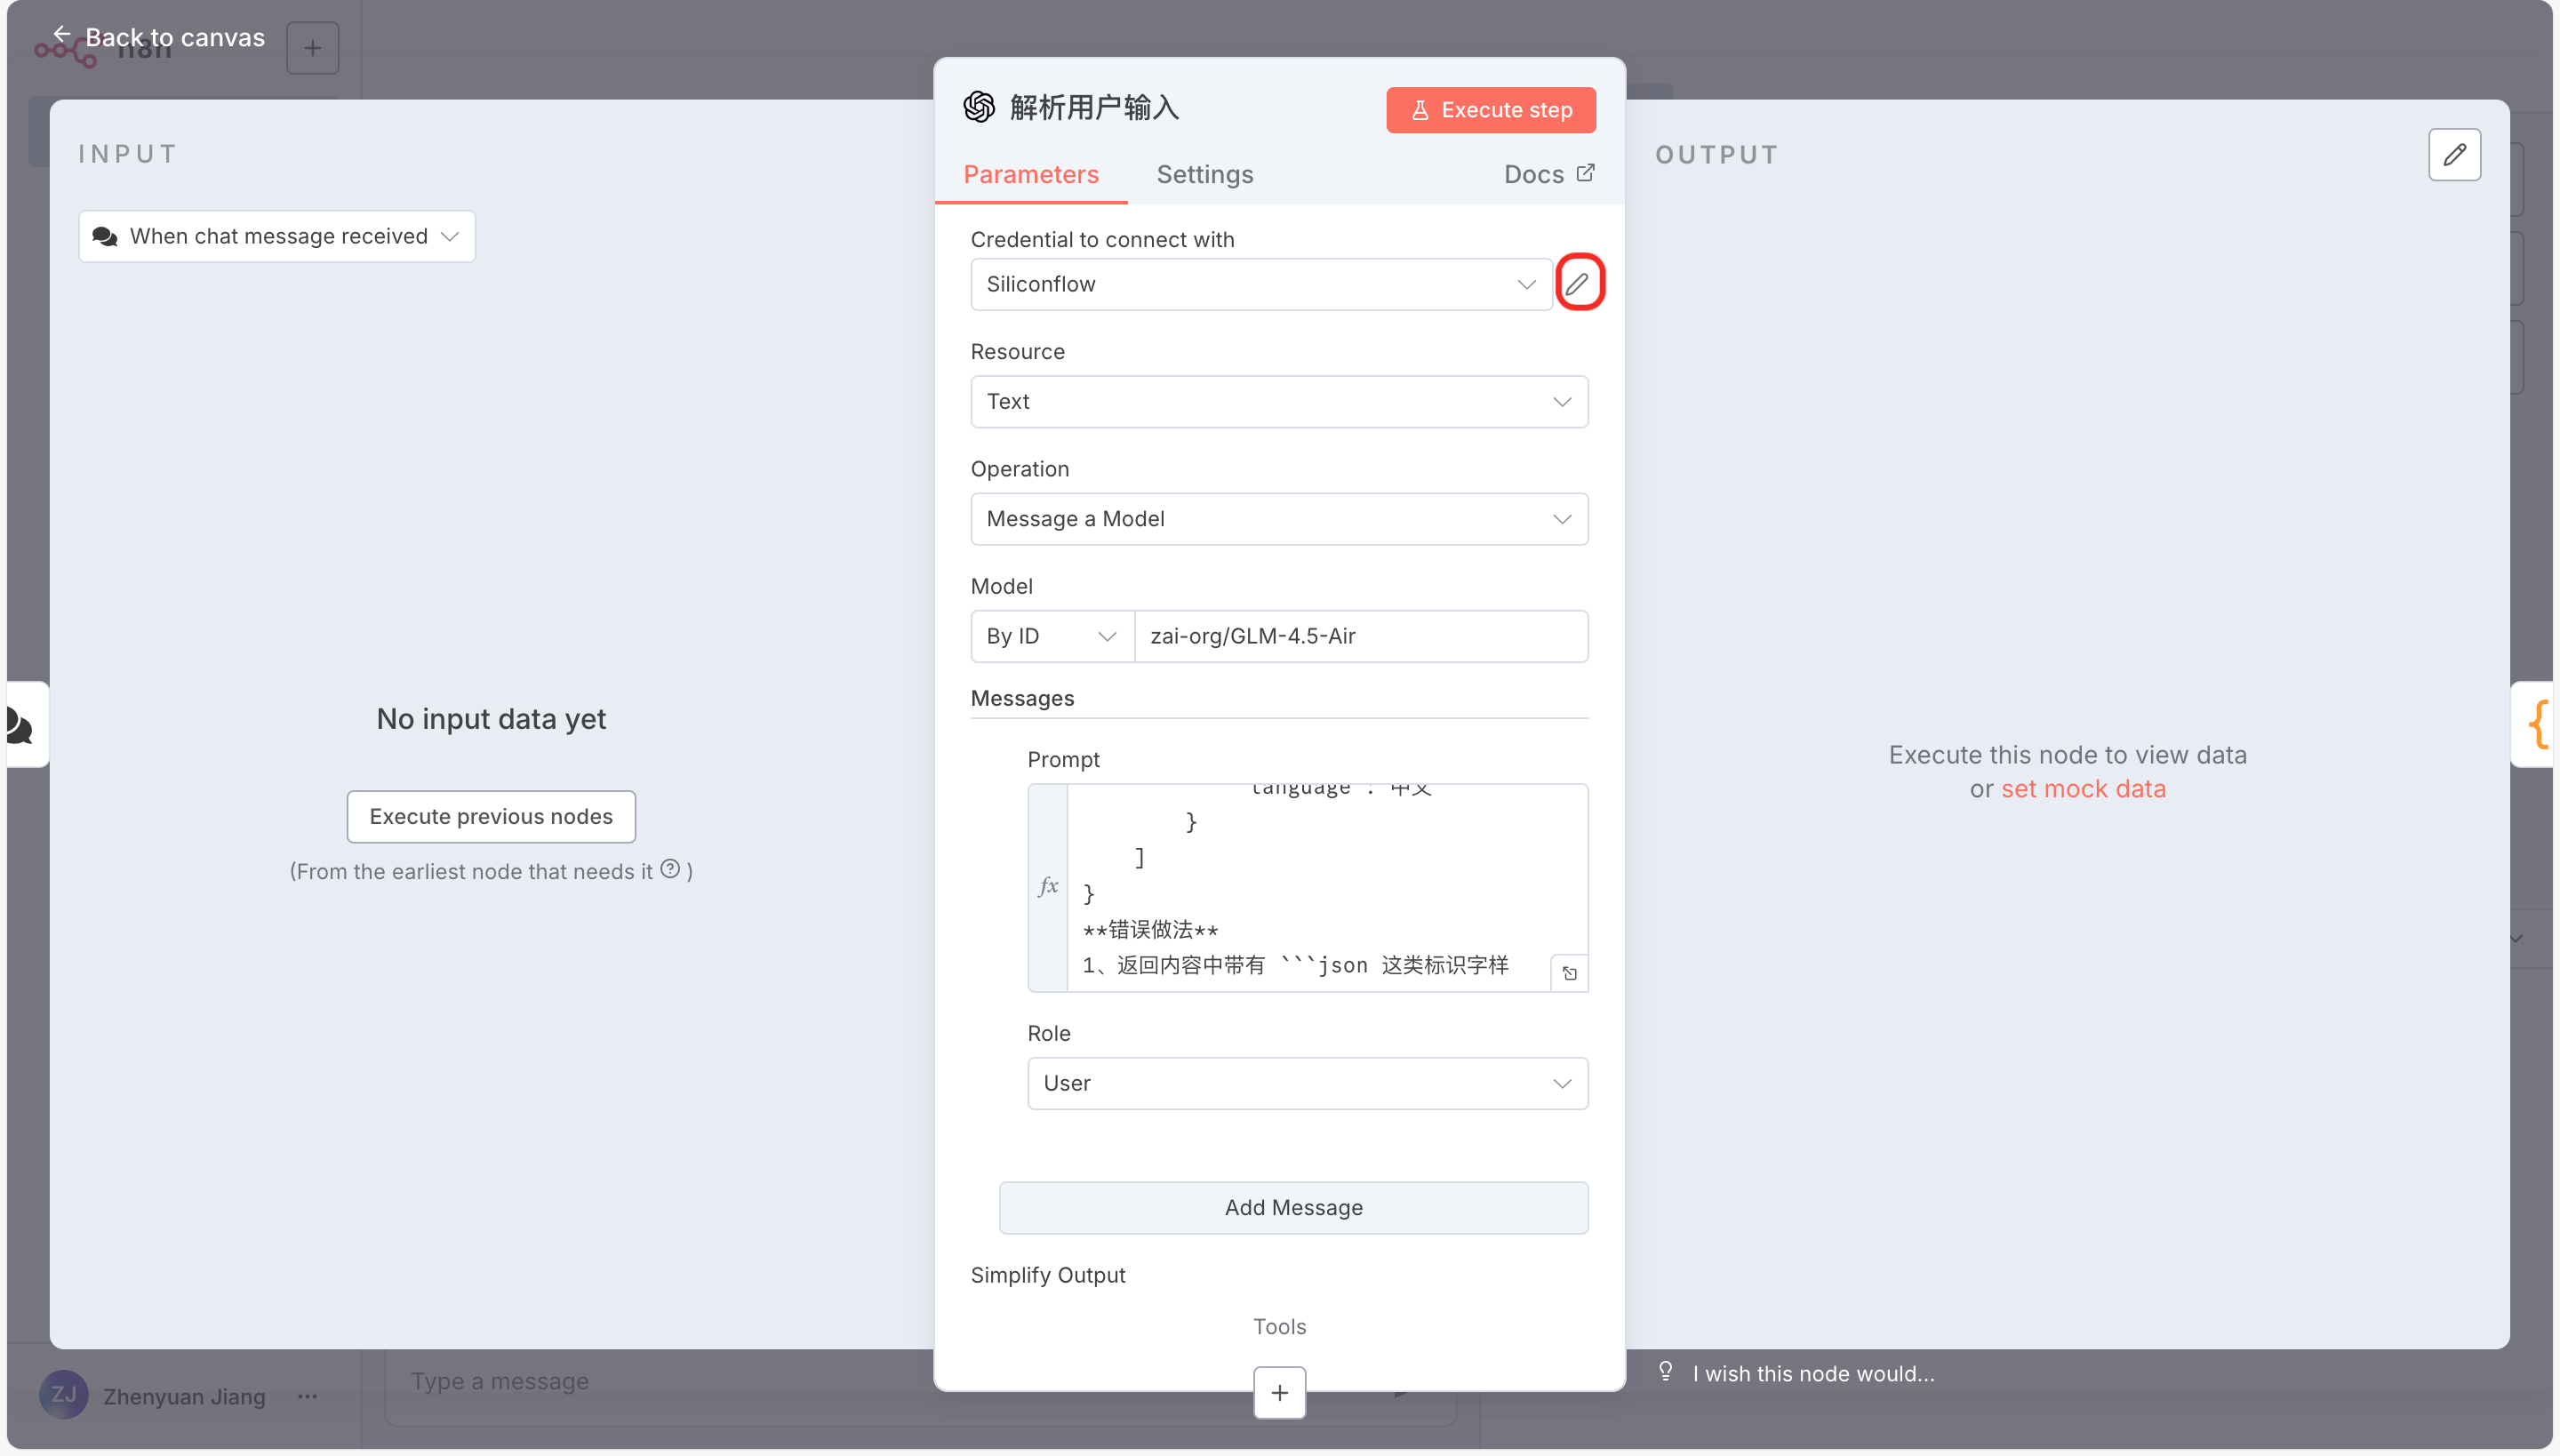 Back to canvas
n8n
INPUT
When chat message received
No input data yet
Execute previous nodes
(From the earliest node that needs it ? )
解析用户输入
Execute step
Parameters
Settings
Docs
Credential to connect with
Siliconflow
Resource
Text
Operation
Message a Model
Model
By ID
zai-org/GLM-4.5-Air
Messages
Prompt
fx
language : 中文
}
]
}
**错误做法**
1、返回内容中带有 ```json 这类标识字样
Role
User
Add Message
Simplify Output
Tools
OUTPUT
Execute this node to view data
or set mock data
ZJ
Zhenyuan Jiang
Type a message
I wish this node would...